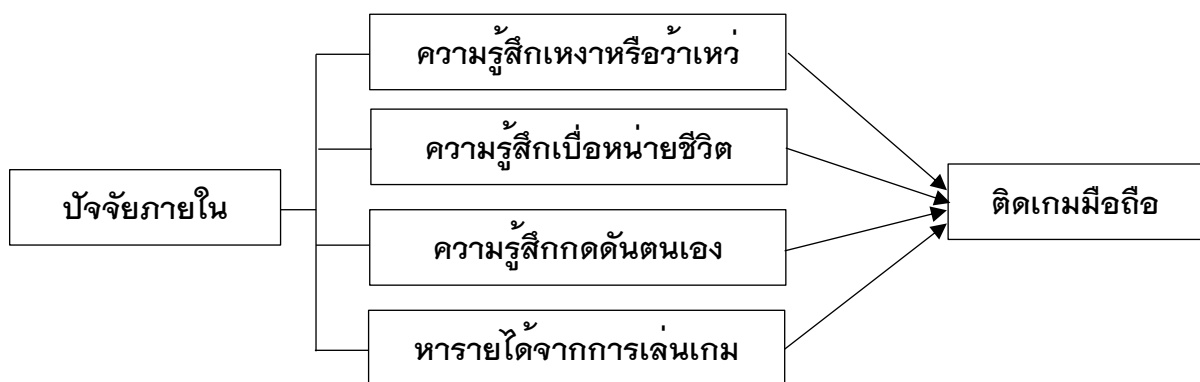 ความรู้สึกเหงาหรือว้าเหว่
ความรู้สึกเบื่อหน่ายชีวิต
ปัจจัยภายใน
ติดเกมมือถือ
ความรู้สึกกดดันตนเอง
หารายได้จากการเล่นเกม